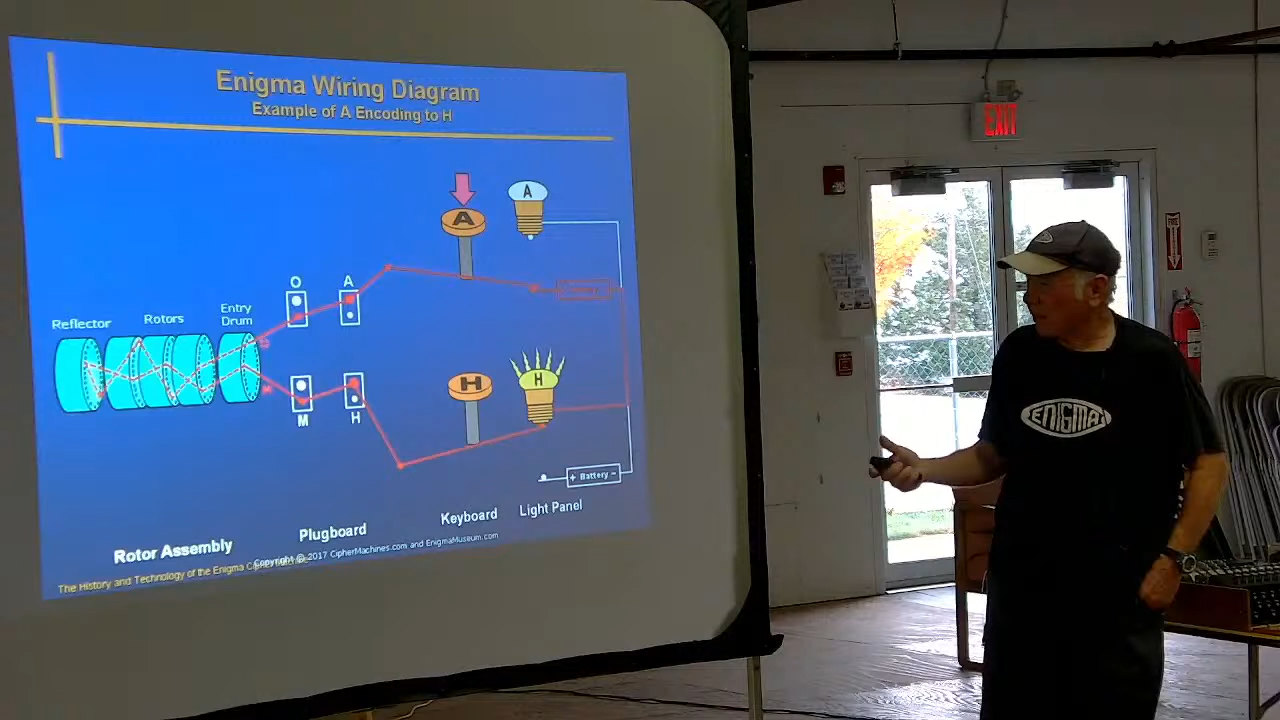 Enigma Wiring Diagram
Example of A Encoding to H
A
A
O
A
Reflector
Rotors
Entry
Drum
H
H
M
H
+ Battery -
Rotor Assembly
Plugboard
Keyboard
Light Panel
Copyright © 2017 CipherMachines.com and EnigmaMuseum.com
The History and Technology of the Enigma
EXIT
FIRE
ENIGMA